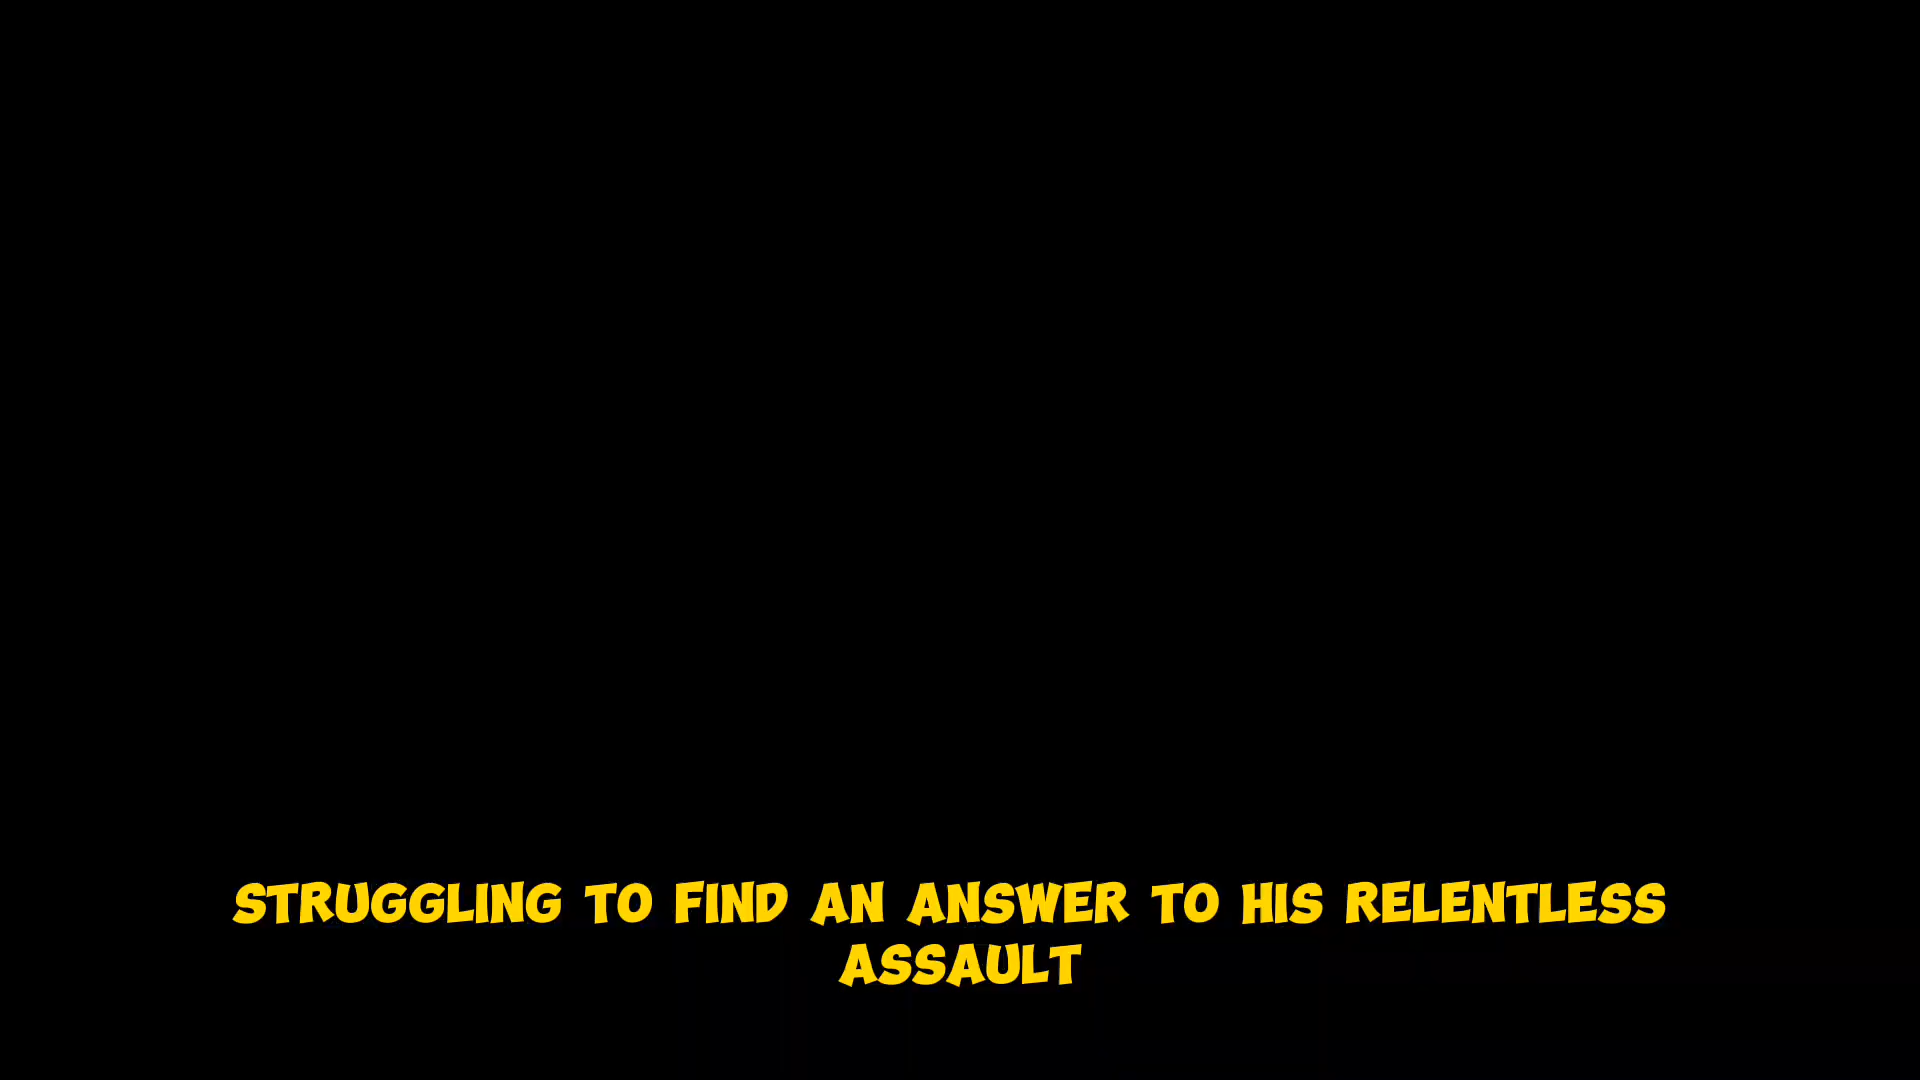 STRUGGLING TO FIND AN ANSWER TO HIS RELENTLESS
ASSAULT